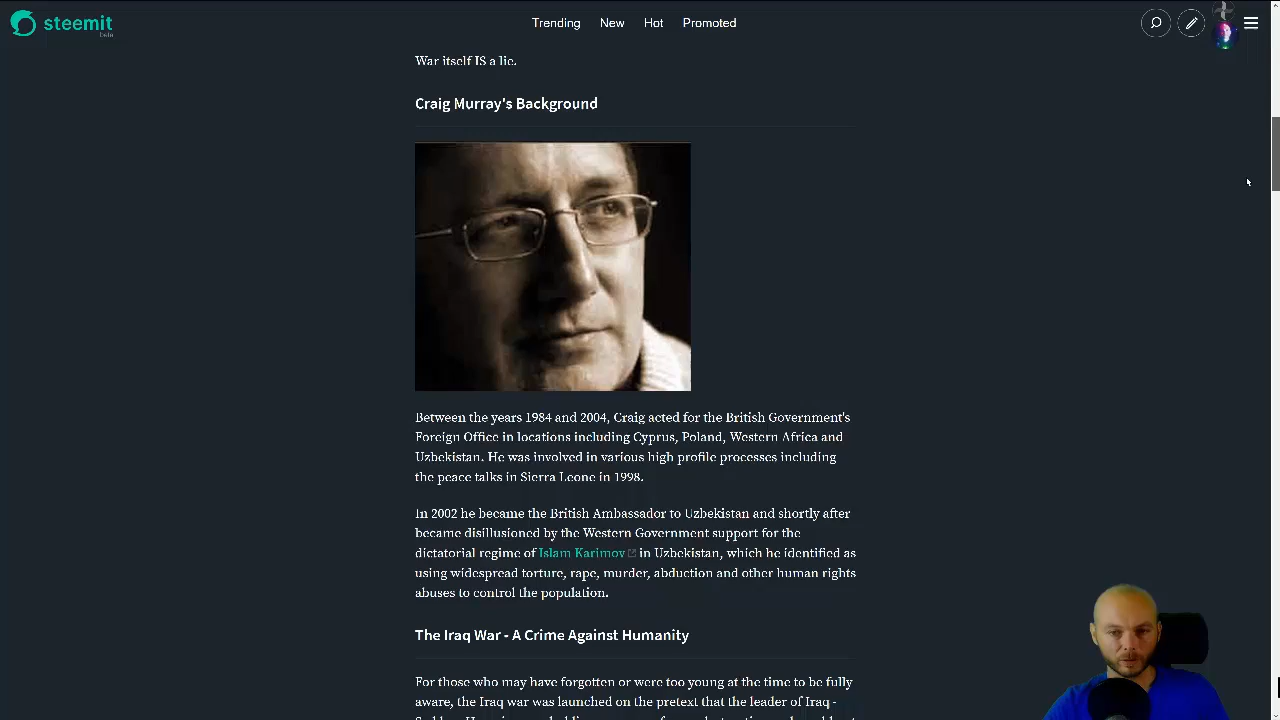 steemit
beta
Trending New Hot Promoted
War itself IS a lie.
Craig Murray's Background
Between the years 1984 and 2004, Craig acted for the British Government's
Foreign Office in locations including Cyprus, Poland, Western Africa and
Uzbekistan. He was involved in various high profile processes including
the peace talks in Sierra Leone in 1998.
In 2002 he became the British Ambassador to Uzbekistan and shortly after
became disillusioned by the Western Government support for the
dictatorial regime of Islam Karimov in Uzbekistan, which he identified as
using widespread torture, rape, murder, abduction and other human rights
abuses to control the population.
The Iraq War - A Crime Against Humanity
For those who may have forgotten or were too young at the time to be fully
aware, the Iraq war was launched on the pretext that the leader of Iraq -